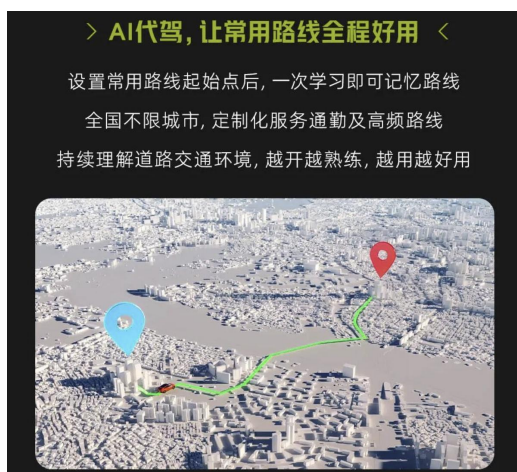 > AI代驾, 让常用路线全程好用 <
设置常用路线起始点后, 一次学习即可记忆路线
全国不限城市, 定制化服务通勤及高频路线
持续理解道路交通环境, 越开越熟练, 越用越好用